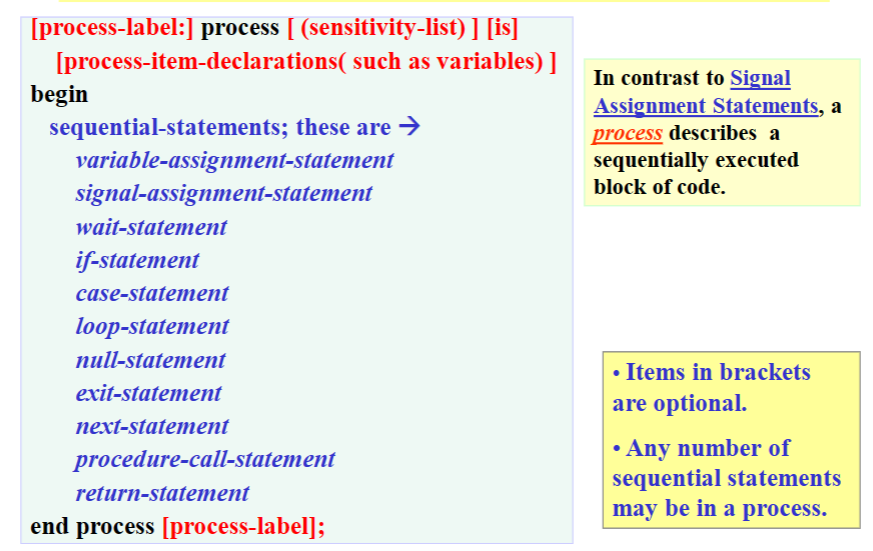 [process-label:] process [ (sensitivity-list) ] [is]
[process-item-declarations( such as variables) ]
begin
sequential-statements; these are →
variable-assignment-statement
signal-assignment-statement
wait-statement
if-statement
case-statement
loop-statement
null-statement
exit-statement
next-statement
procedure-call-statement
return-statement
end process [process-label];
In contrast to Signal
Assignment Statements, a
process describes a
sequentially executed
block of code.
• Items in brackets
are optional.
• Any number of
sequential statements
may be in a process.